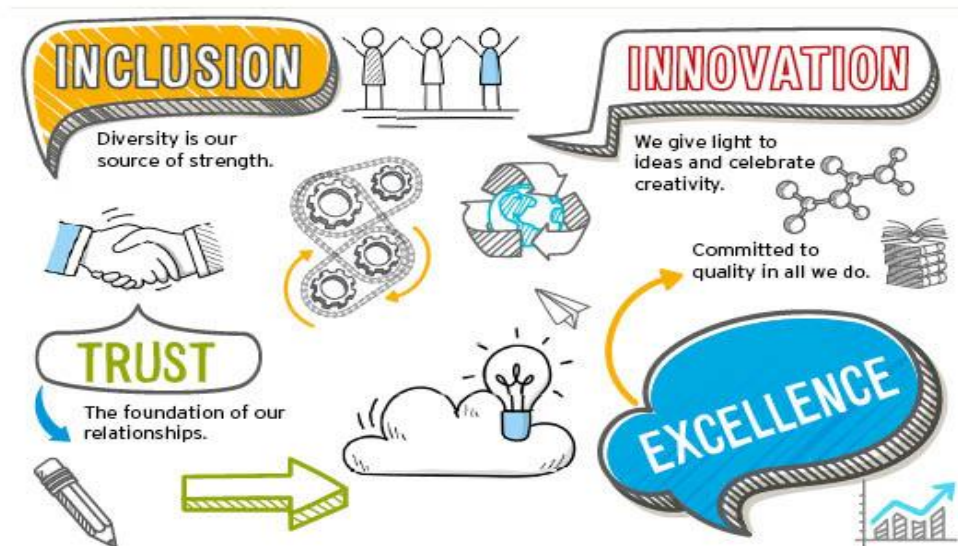 INCLUSION
Diversity is our
source of strength.
INNOVATION
We give light to
ideas and celebrate
creativity.
TRUST
The foundation of our
relationships.
Committed to
quality in all we do.
EXCELLENCE